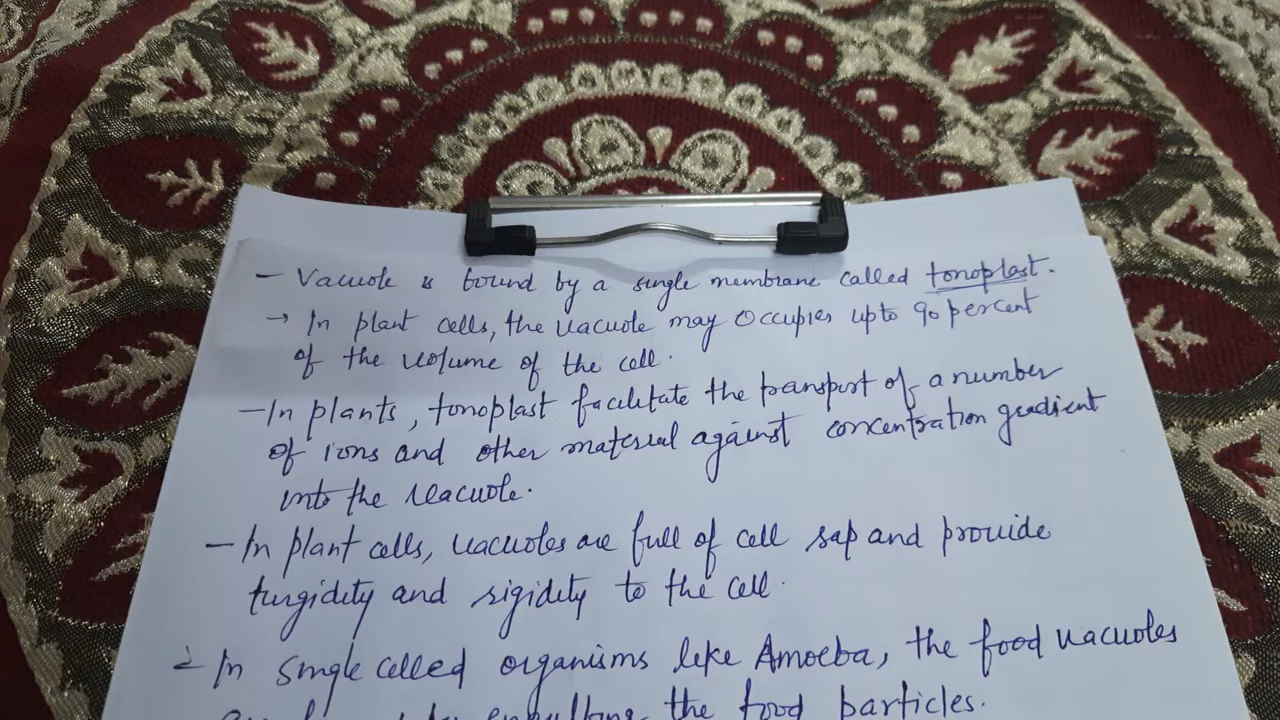 - Vacuole is bound by a single membrane called tonoplast.
→ In plant cells, the vacuole may occupies upto 90 percent
of the volume of the cell.
- In plants, tonoplast facilitate the transport of a number
of ions and other material against concentration gradient
into the vacuole.
- In plant cells, vacuoles are full of cell sap and provide
turgidity and rigidity to the cell.
- In single celled organisms like Amoeba, the food vacuoles
by engulfing the food particles.